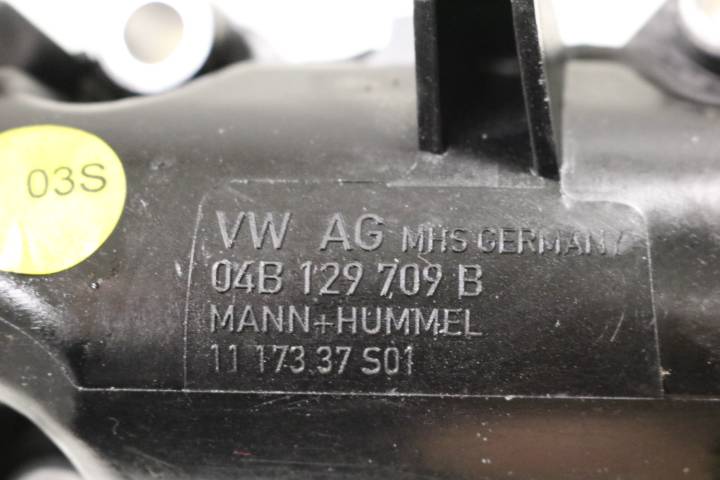 03S
VW AG MHS GERMANY
04B 129 709 B
MANN+HUMMEL
11 173 37 S01